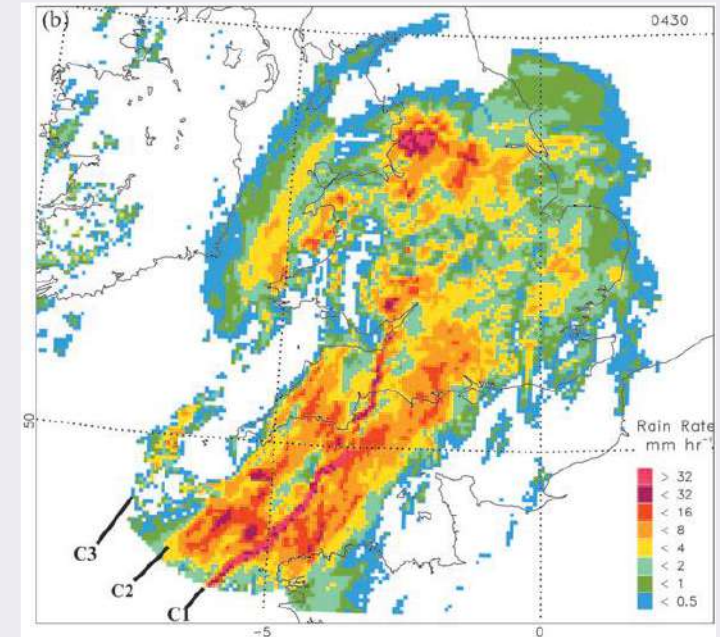 (b)
0430
50
Rain Rate
mm hr⁻¹
> 32
< 32
< 16
< 8
< 4
< 2
< 1
< 0.5
C3
C2
C1
-5
0